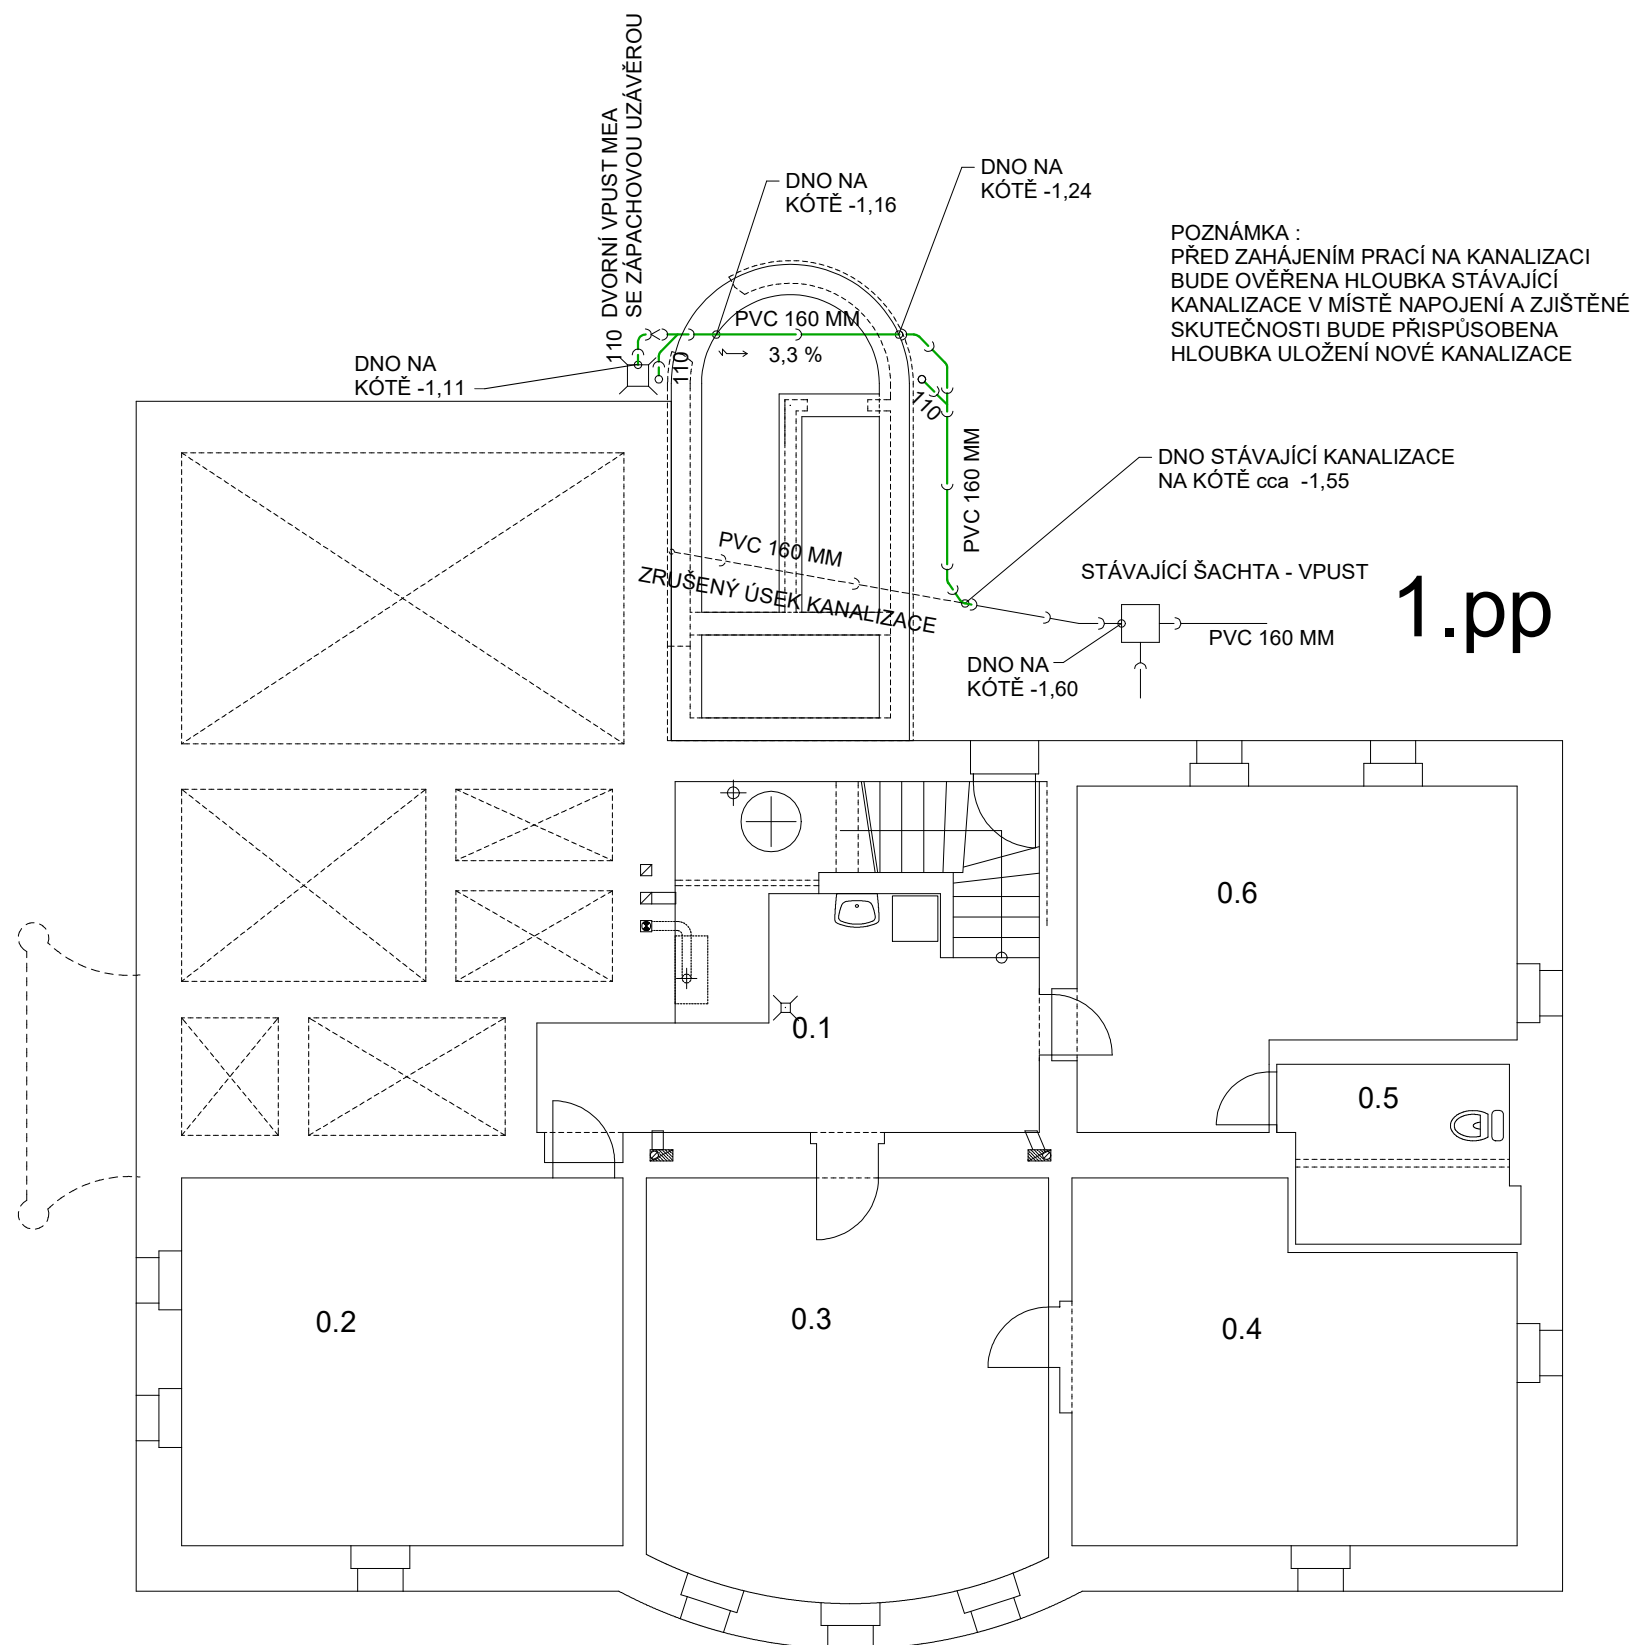 DVORNÍ VPUST MEA
SE ZÁPACHOVOU UZÁVĚROU
110
DNO NA
KÓTĚ -1,16
DNO NA
KÓTĚ -1,24
POZNÁMKA :
PŘED ZAHÁJENÍM PRACÍ NA KANALIZACI
BUDE OVĚŘENA HLOUBKA STÁVAJÍCÍ
KANALIZACE V MÍSTĚ NAPOJENÍ A ZJIŠTĚNÉ
SKUTEČNOSTI BUDE PŘISPŮSOBENA
HLOUBKA ULOŽENÍ NOVÉ KANALIZACE
PVC 160 MM
3,3 %
110
DNO NA
KÓTĚ -1,11
110
PVC 160 MM
DNO STÁVAJÍCÍ KANALIZACE
NA KÓTĚ cca -1,55
PVC 160 MM
ZRUŠENÝ ÚSEK KANALIZACE
STÁVAJÍCÍ ŠACHTA - VPUST
1.pp
PVC 160 MM
DNO NA
KÓTĚ -1,60
0.6
0.1
0.5
0.2
0.3
0.4